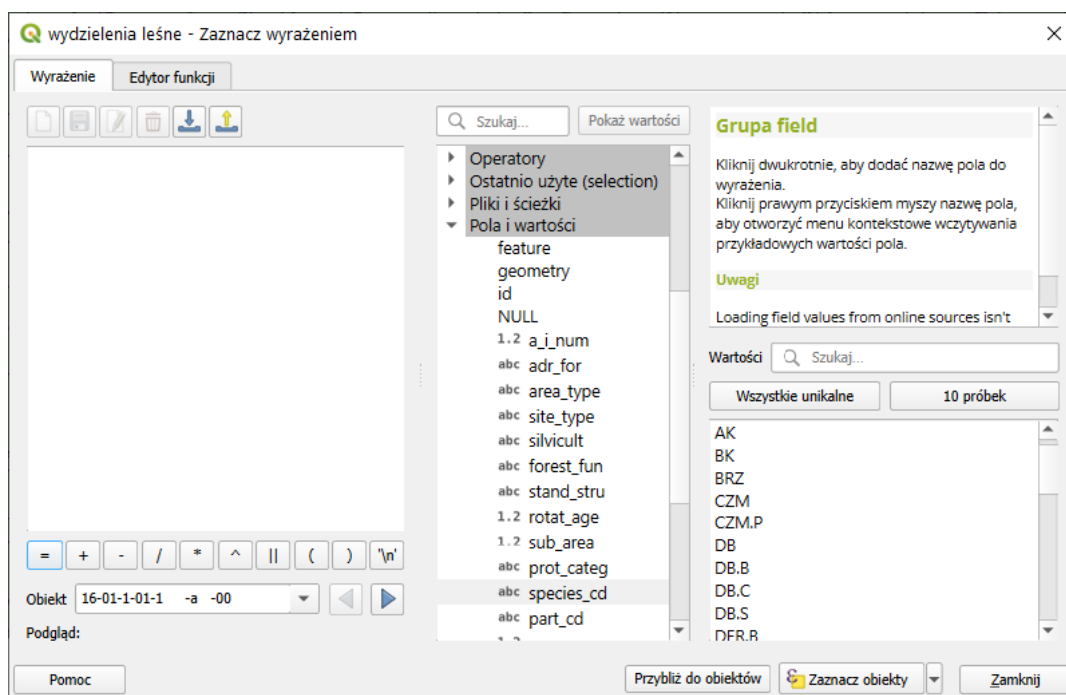 wydzielenia leśne - Zaznacz wyrażeniem
Wyrażenie
Edytor funkcji
Szukaj...
Pokaż wartości
Operatory
Ostatnio użyte (selection)
Pliki i ścieżki
Pola i wartości
feature
geometry
id
NULL
1.2 a_i_num
abc adr_for
abc area_type
abc site_type
abc silvicult
abc forest_fun
abc stand_stru
1.2 rotat_age
1.2 sub_area
abc prot_categ
abc species_cd
abc part_cd
Grupa field
Kliknij dwukrotnie, aby dodać nazwę pola do
wyrażenia.
Kliknij prawym przyciskiem myszy nazwę pola,
aby otworzyć menu kontekstowe wczytywania
przykładowych wartości pola.
Uwagi
Loading field values from online sources isn't
Wartości
Szukaj...
Wszystkie unikalne
10 próbek
AK
BK
BRZ
CZM
CZM.P
DB
DB.B
DB.C
DB.S
DER.B
= + - / * ^ || ( ) '\n'
Obiekt 16-01-1-01-1 -a -00
Podgląd:
Pomoc
Przybliż do obiektów
Zaznacz obiekty
Zamknij